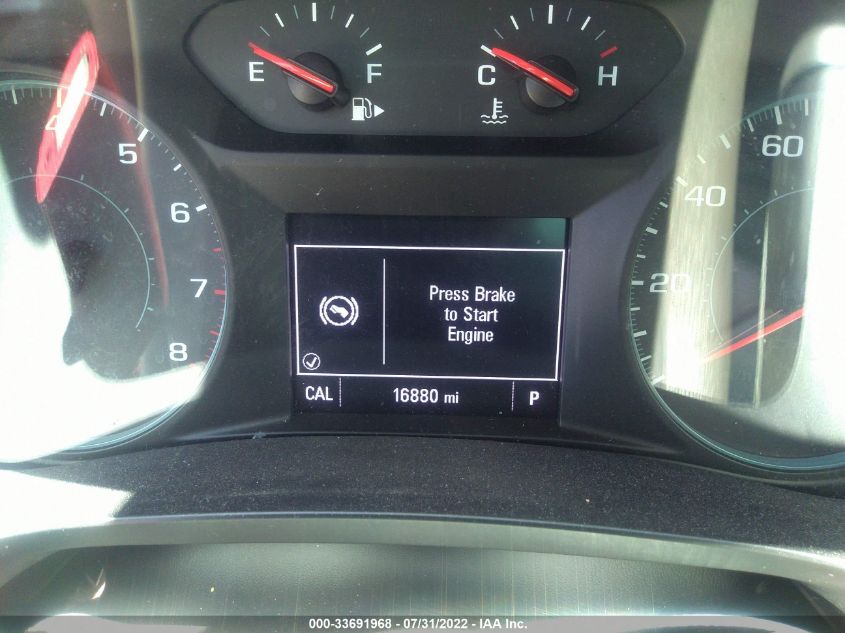 E F C H
4 5 6 7 8
20 40 60
Press Brake
to Start
Engine
CAL 16880 mi P
000-33691968 / 07/31/2022 - IAA Inc.